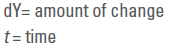 dY= amount of change
t= time